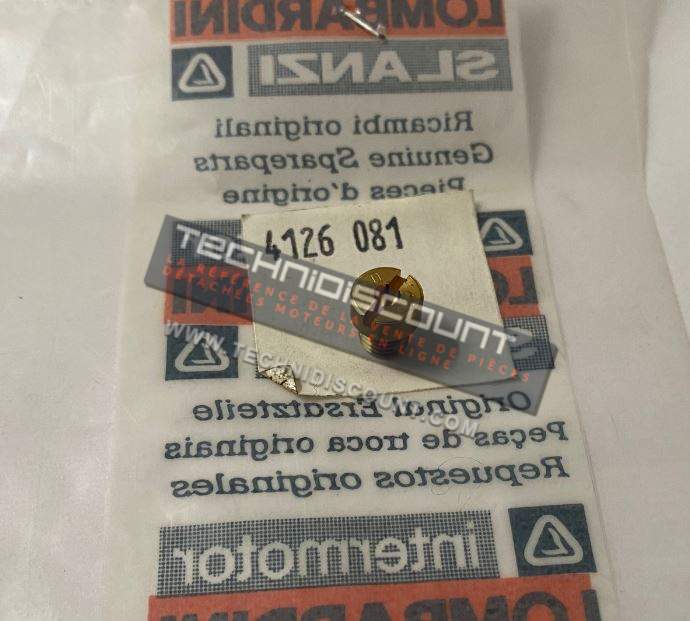 LOMBARDINI
SLANZI
Ricambi originali
Genuine Spareparts
Pieces d'origine
4126 081
TECHNIDISCOUNT
LA RÉFÉRENCE DE LA VENTE DE PIÈCES
DÉTACHÉES MOTEURS EN LIGNE
WWW.TECHNIDISCOUNT.COM
Original Ersatzteile
Peças de troca originais
Repuestos originales
intermotor
LOMBARDINI